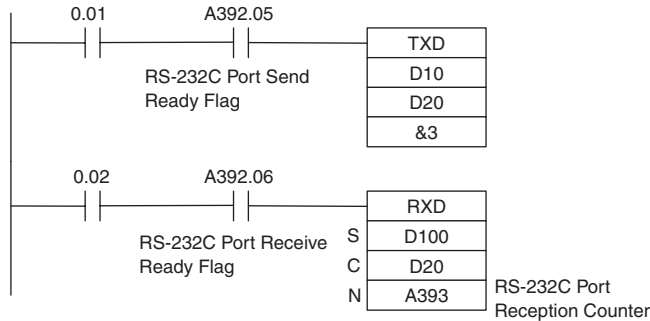 0.01 A392.05
TXD
RS-232C Port Send
Ready Flag
D10
D20
&3
0.02 A392.06
RXD
RS-232C Port Receive
Ready Flag
S D100
C D20
N A393
RS-232C Port
Reception Counter